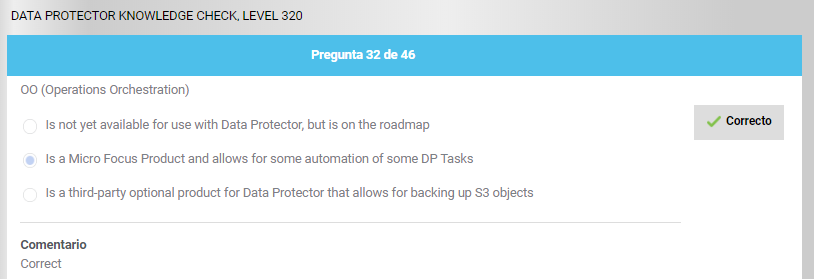 DATA PROTECTOR KNOWLEDGE CHECK, LEVEL 320
Pregunta 32 de 46
OO (Operations Orchestration)
Is not yet available for use with Data Protector, but is on the roadmap
Correcto
Is a Micro Focus Product and allows for some automation of some DP Tasks
Is a third-party optional product for Data Protector that allows for backing up S3 objects
Comentario
Correct